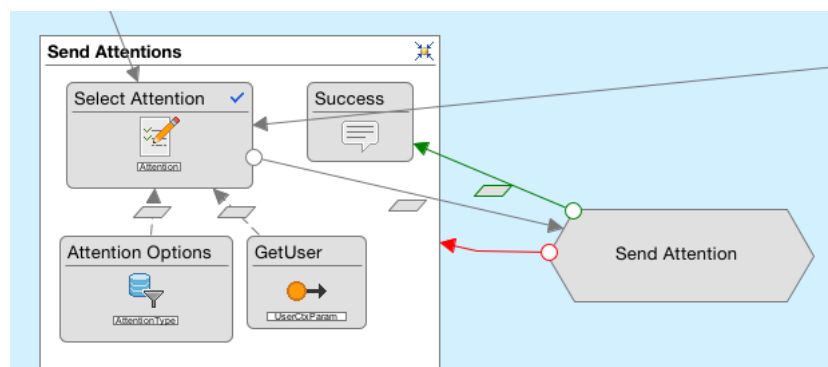 Send Attentions
Select Attention
Attention
Success
Attention Options
AttentionType
GetUser
UserCtxParam
Send Attention